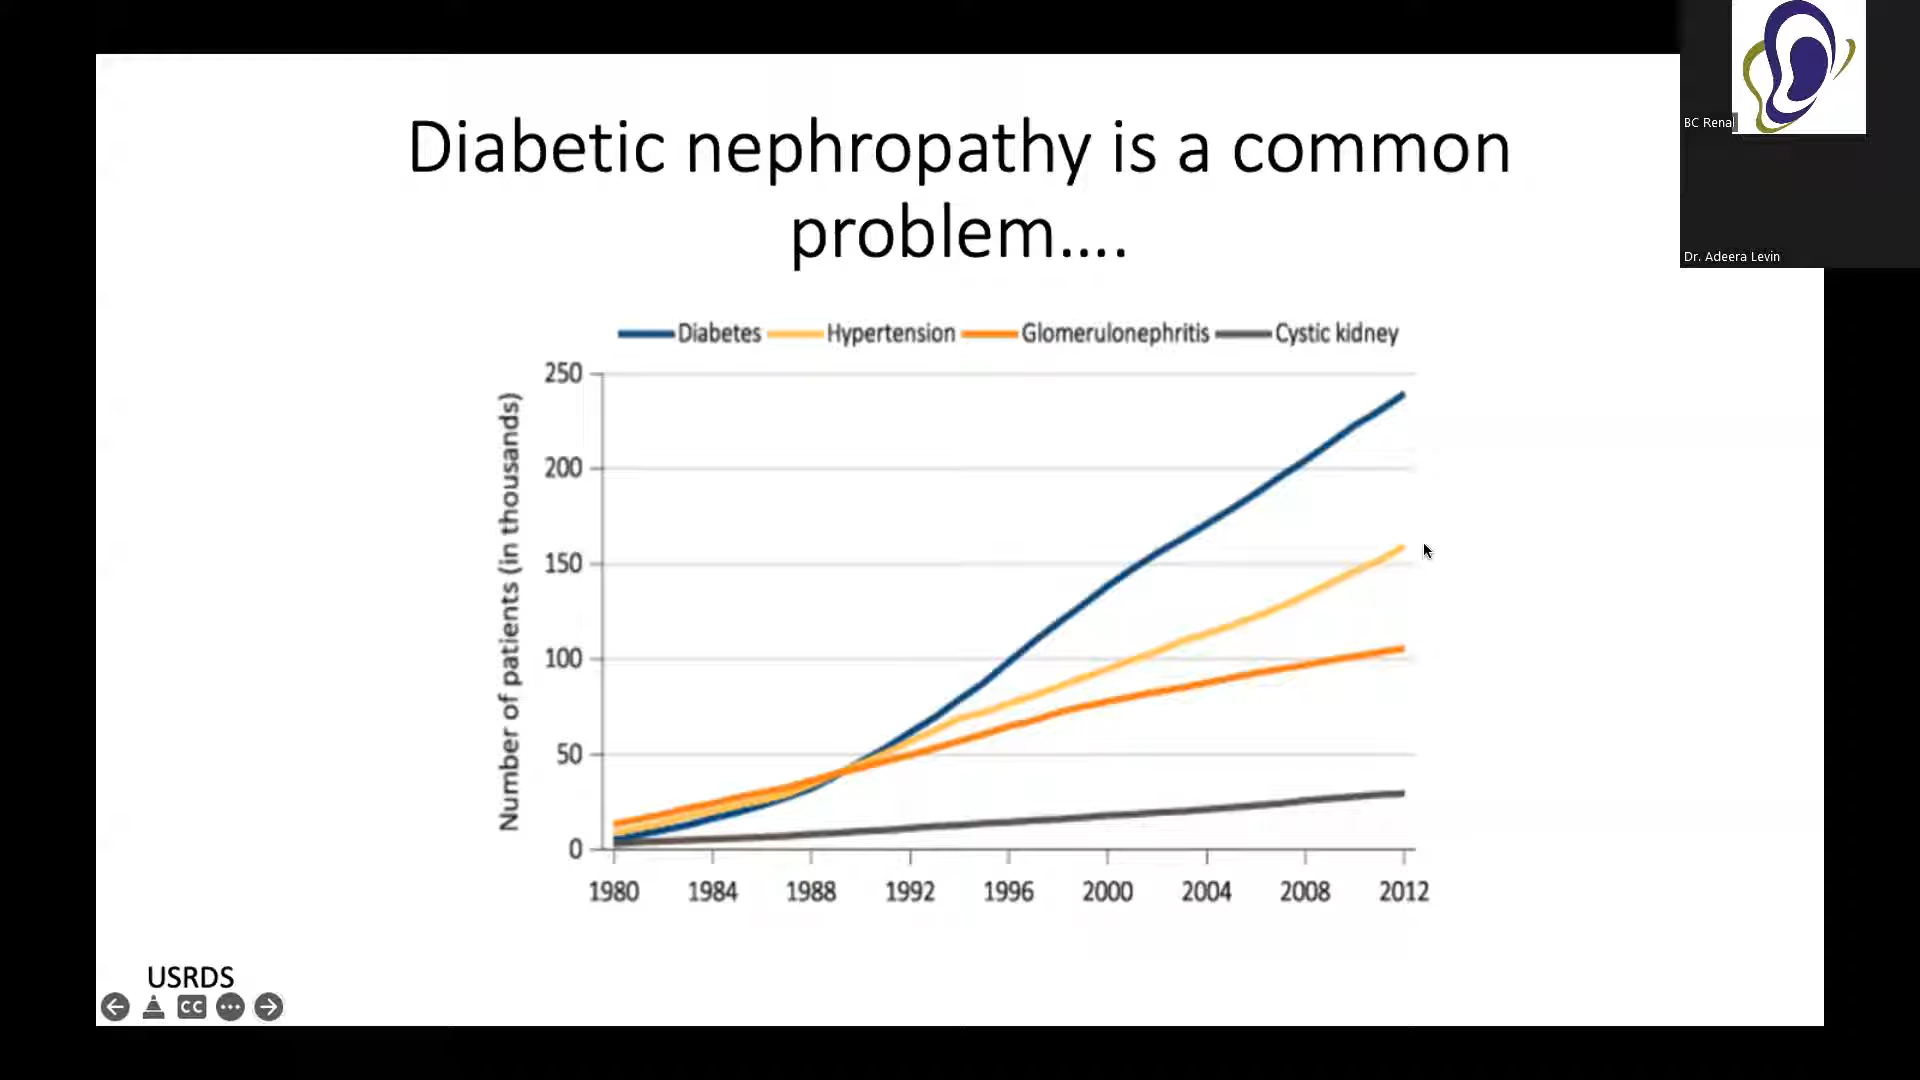 Diabetic nephropathy is a common
problem....
BC Renal
Dr. Adeera Levin
Diabetes Hypertension Glomerulonephritis Cystic kidney
Number of patients (in thousands)
250
200
150
100
50
0
1980 1984 1988 1992 1996 2000 2004 2008 2012
USRDS
CC